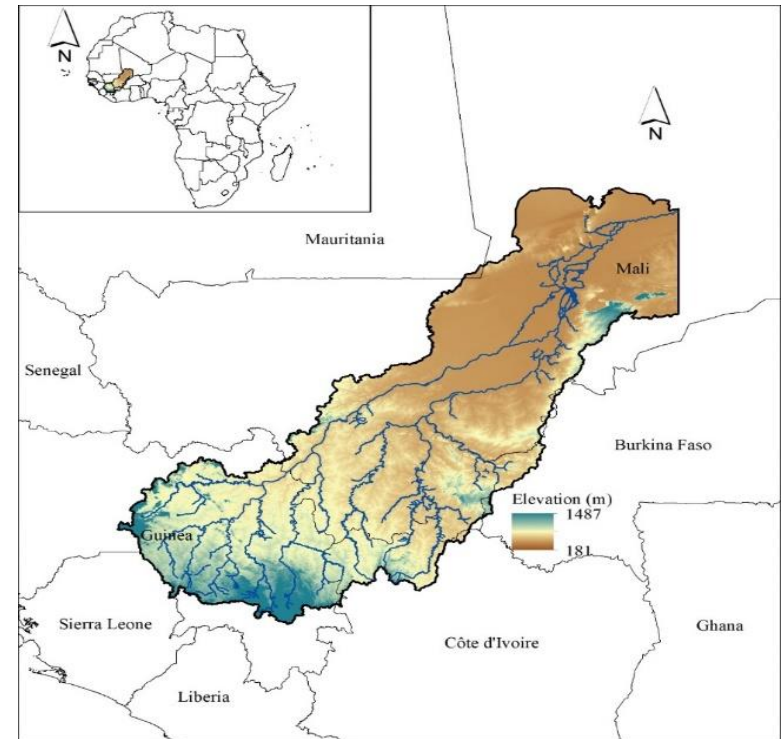 N
N
Mauritania
Mali
Senegal
Burkina Faso
Elevation (m)
1487
181
Guinea
Sierra Leone
Ghana
Côte d'Ivoire
Liberia